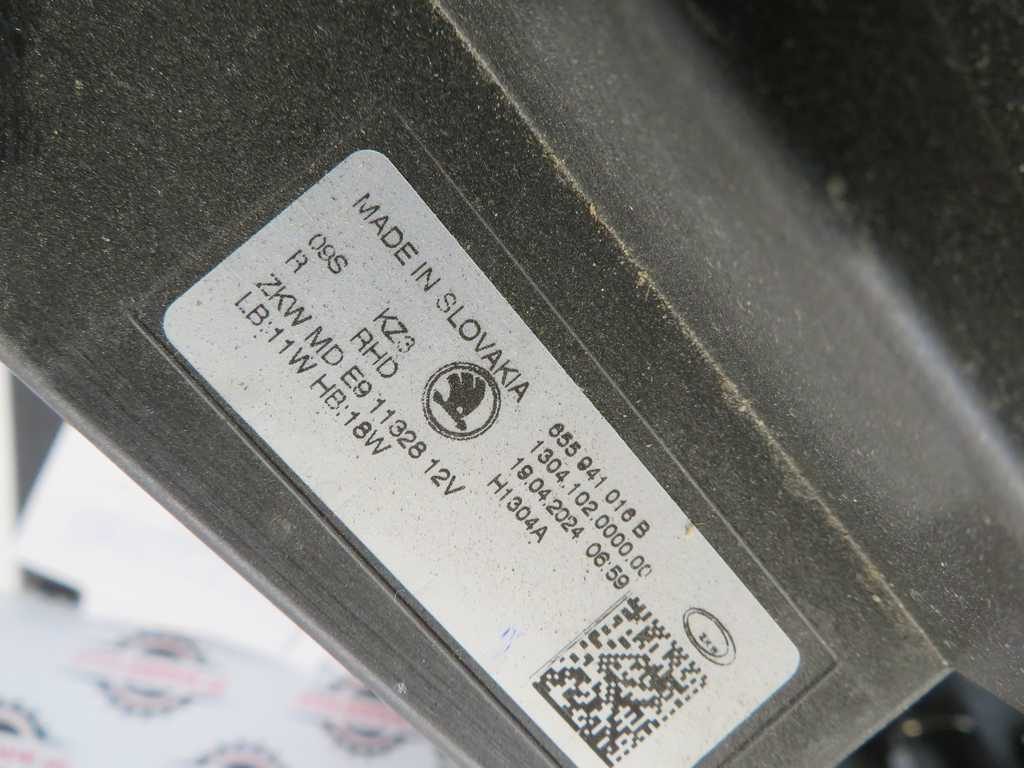 MADE IN SLOVAKIA
09S KZ3
R RHD
ZKW MD E9 11328 12V
LB:11W HB:18W
655 941 016 B
1304.102.0000.00
19.04.2024 06:59
H1304A